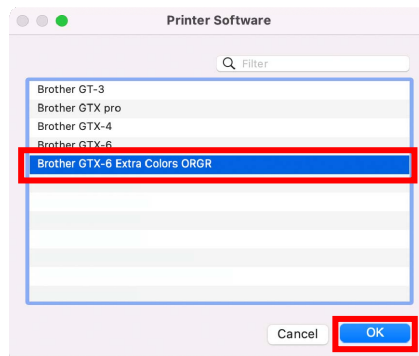 Printer Software
Filter
Brother GT-3
Brother GTX pro
Brother GTX-4
Brother GTX-6
Brother GTX-6 Extra Colors ORGR
Cancel
OK